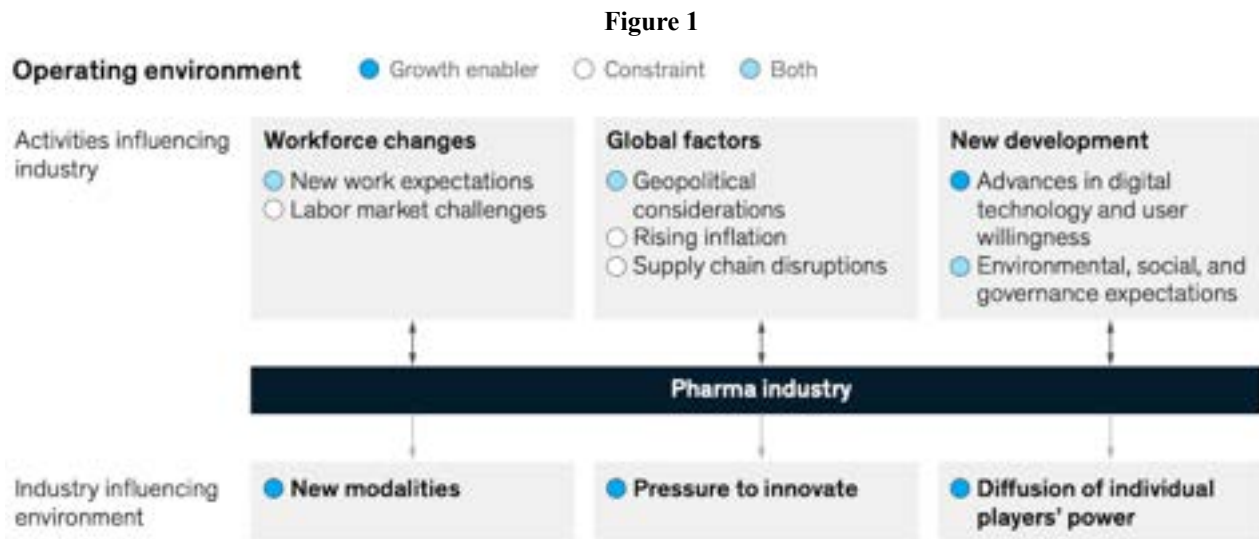 Figure 1
Operating environment Growth enabler Constraint Both
Activities influencing
industry
Workforce changes
New work expectations
Labor market challenges
Global factors
Geopolitical
considerations
Rising inflation
Supply chain disruptions
New development
Advances in digital
technology and user
willingness
Environmental, social, and
governance expectations
Pharma industry
Industry influencing
environment
New modalities
Pressure to innovate
Diffusion of individual
players' power